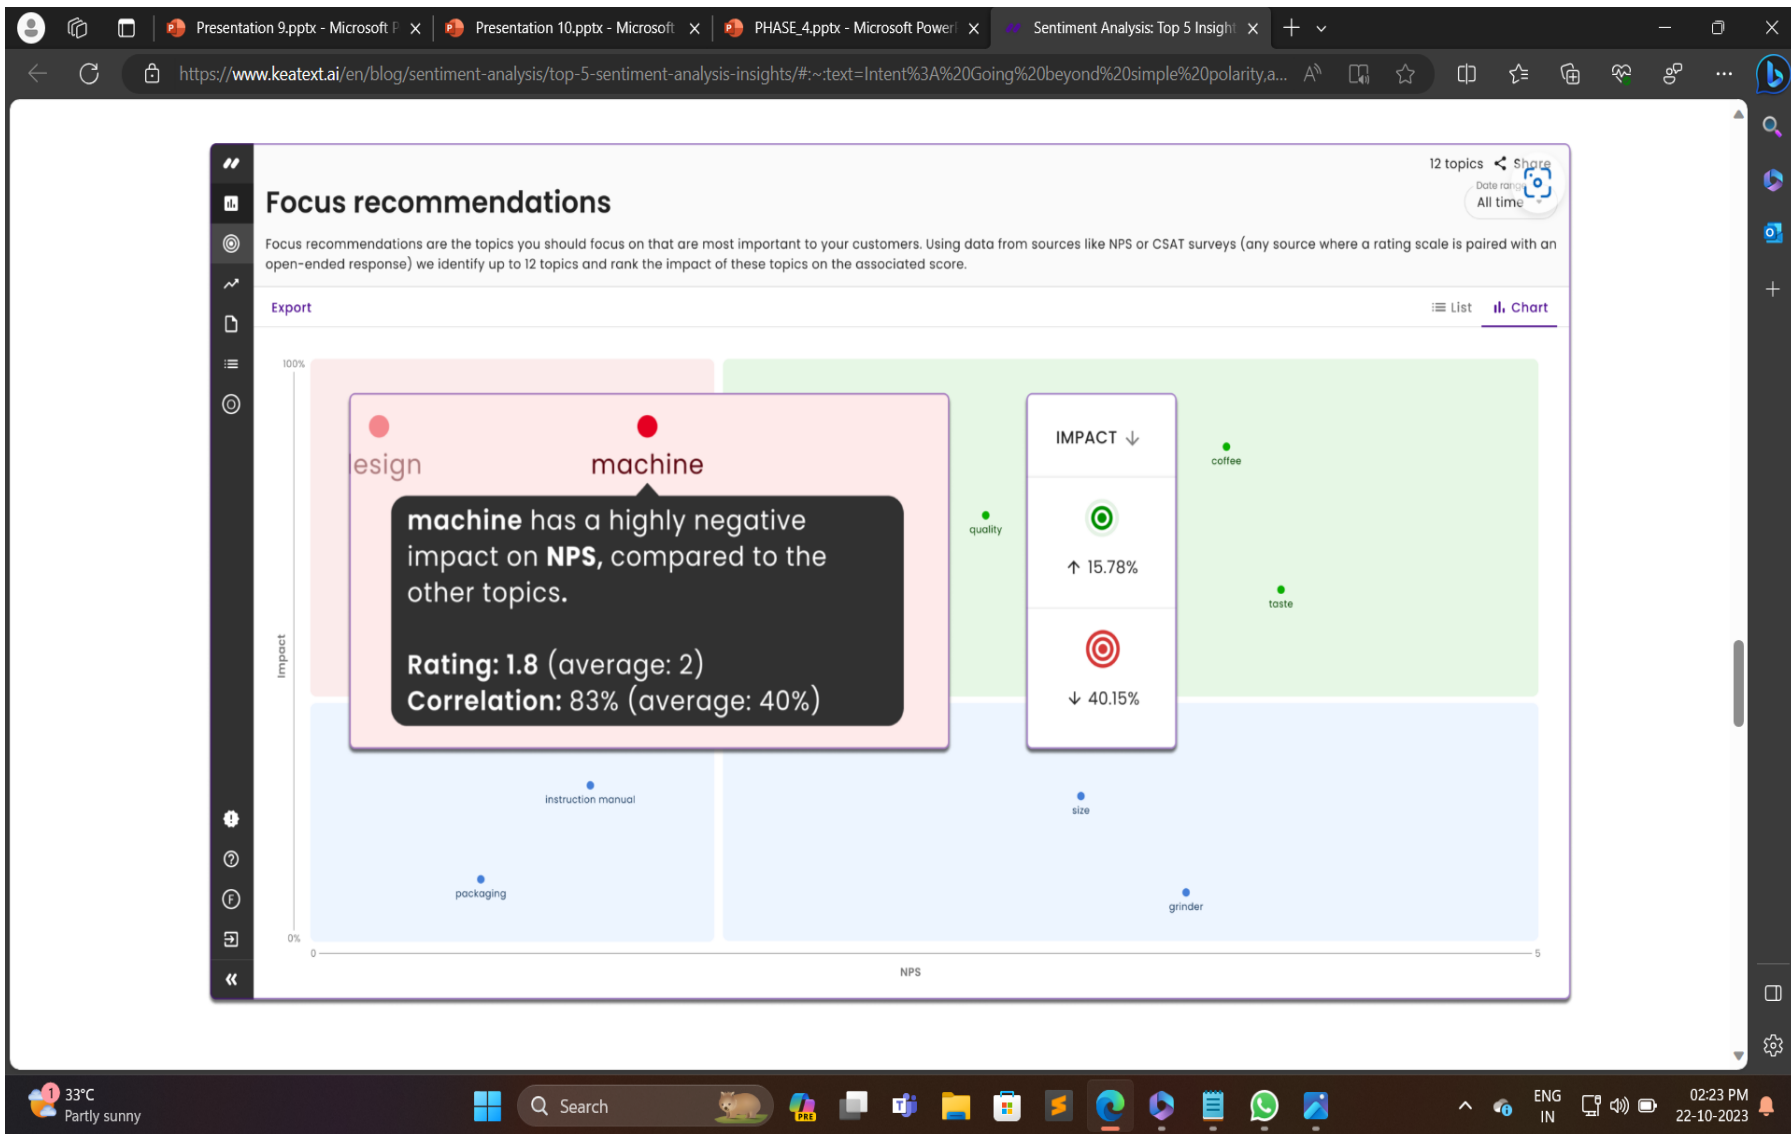 Presentation 9.pptx - Microsoft P
Presentation 10.pptx - Microsoft
PHASE_4.pptx - Microsoft Power
Sentiment Analysis: Top 5 Insight
https://www.keatext.ai/en/blog/sentiment-analysis/top-5-sentiment-analysis-insights/#:~:text=Intent%3A%20Going%20beyond%20simple%20polarity,a...
12 topics
Share
Date range
All time
Focus recommendations
Focus recommendations are the topics you should focus on that are most important to your customers. Using data from sources like NPS or CSAT surveys (any source where a rating scale is paired with an
open-ended response) we identify up to 12 topics and rank the impact of these topics on the associated score.
Export
List
Chart
100%
esign
machine
machine has a highly negative
impact on NPS, compared to the
other topics.
Rating: 1.8 (average: 2)
Correlation: 83% (average: 40%)
IMPACT ↓
↑ 15.78%
↓ 40.15%
coffee
quality
taste
Impact
instruction manual
size
packaging
grinder
0%
0
5
NPS
1
33°C
Partly sunny
Search
PRE
ENG
IN
02:23 PM
22-10-2023